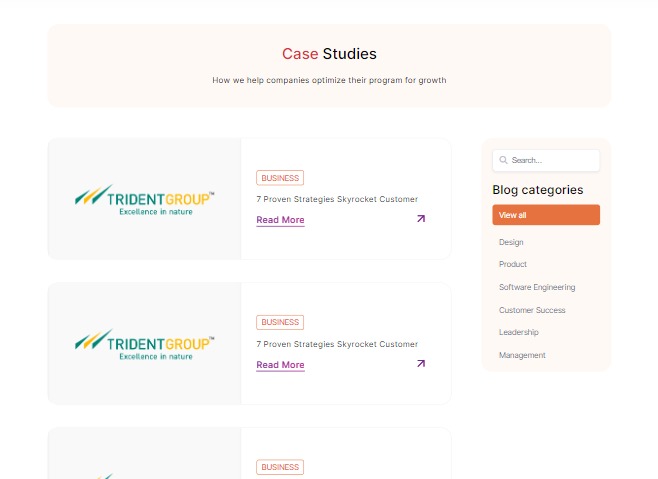 Case Studies
How we help companies optimize their program for growth
TRIDENTGROUP™
Excellence in nature
BUSINESS
7 Proven Strategies Skyrocket Customer
Read More
TRIDENTGROUP™
Excellence in nature
BUSINESS
7 Proven Strategies Skyrocket Customer
Read More
BUSINESS
Search...
Blog categories
View all
Design
Product
Software Engineering
Customer Success
Leadership
Management